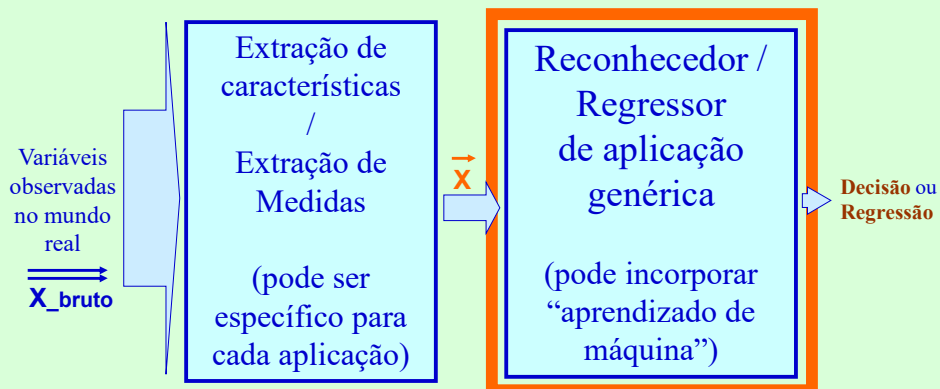 Variáveis
observadas
no mundo
real
X_bruto
Extração de
características
/
Extração de
Medidas
(pode ser
específico para
cada aplicação)
X
Reconhecedor /
Regressor
de aplicação
genérica
(pode incorporar
“aprendizado de
máquina”)
Decisão ou
Regressão